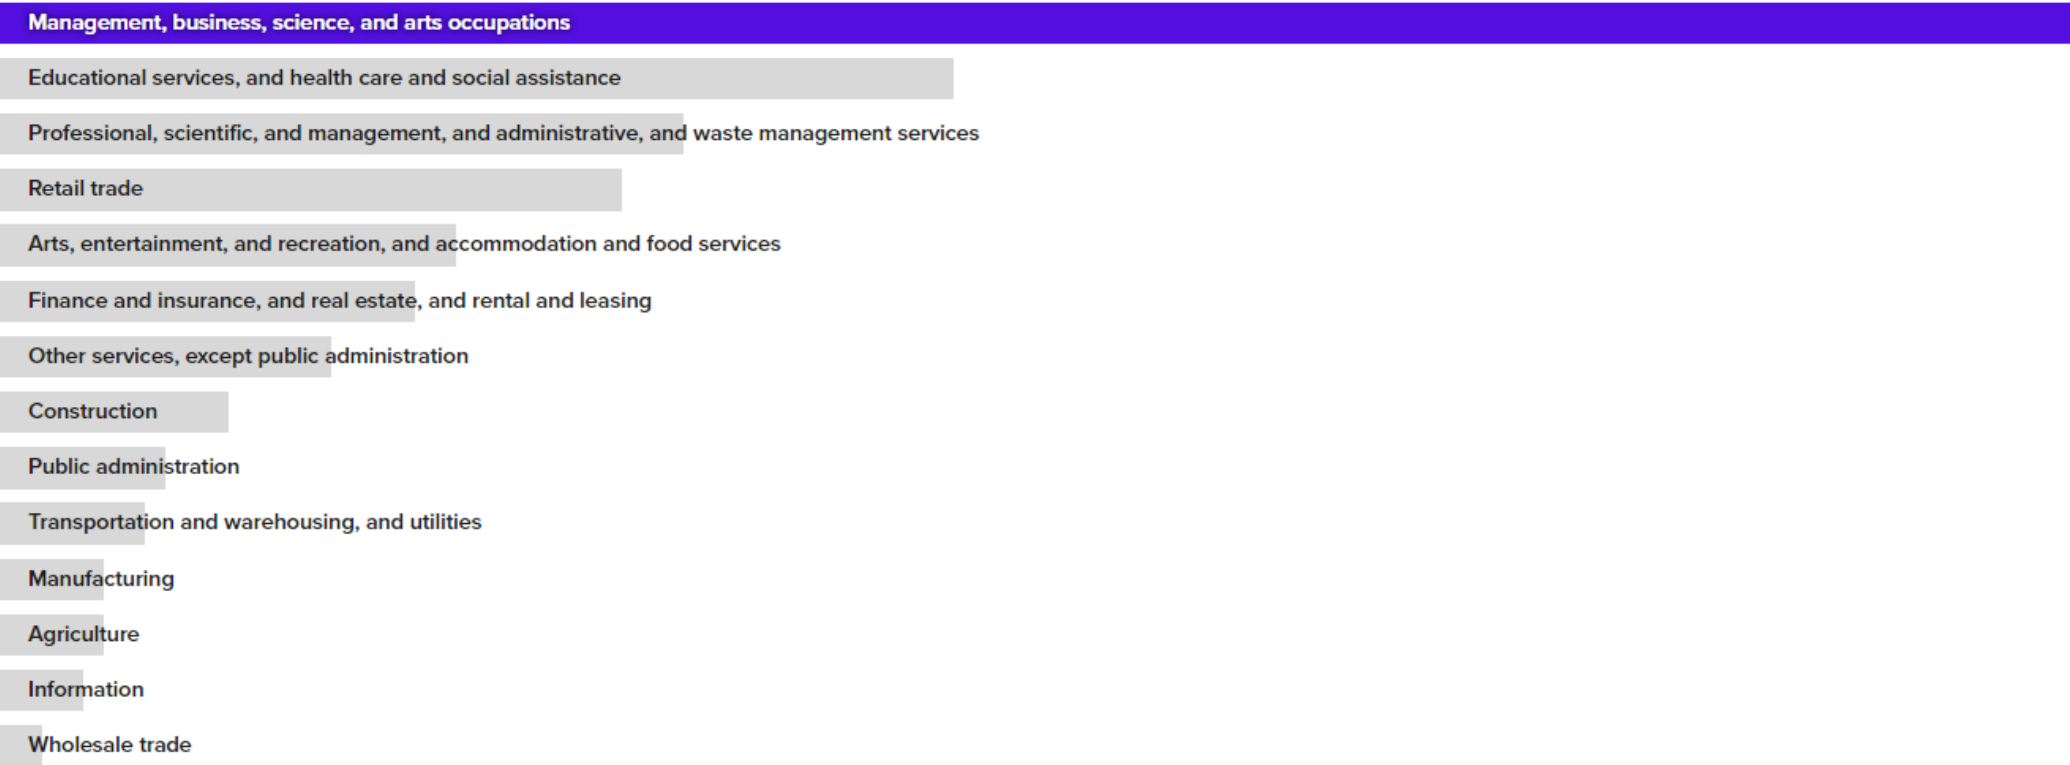 Management, business, science, and arts occupations
Educational services, and health care and social assistance
Professional, scientific, and management, and administrative, and waste management services
Retail trade
Arts, entertainment, and recreation, and accommodation and food services
Finance and insurance, and real estate, and rental and leasing
Other services, except public administration
Construction
Public administration
Transportation and warehousing, and utilities
Manufacturing
Agriculture
Information
Wholesale trade